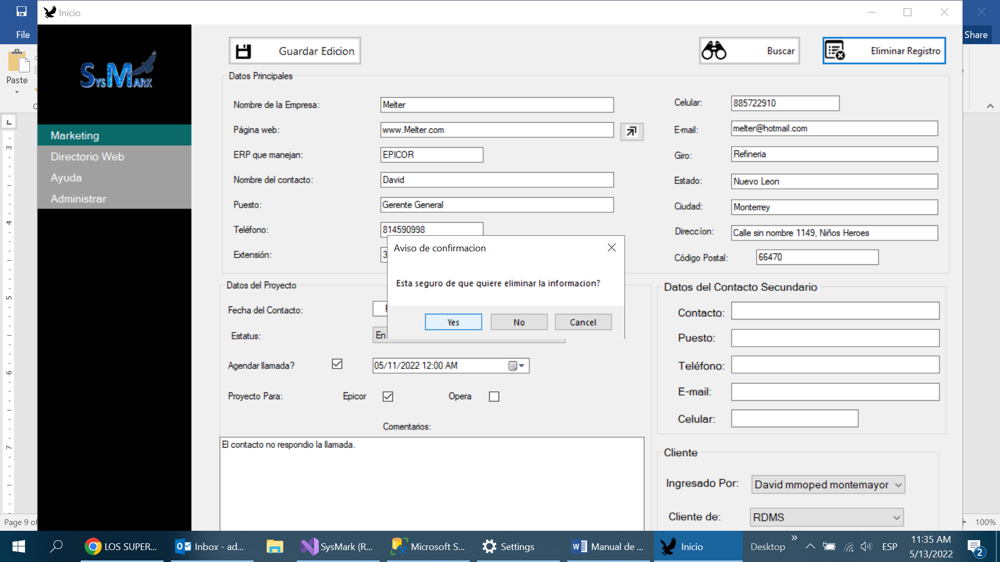 Inicio
File
Share
Paste
SysMark
Marketing
Directorio Web
Ayuda
Administrar
Guardar Edicion
Buscar
Eliminar Registro
Datos Principales
Nombre de la Empresa: Melter
Página web: www.Melter.com
ERP que manejan: EPICOR
Nombre del contacto: David
Puesto: Gerente General
Teléfono: 814590998
Extensión: 3
Celular: 885722910
E-mail: melter@hotmail.com
Giro: Refineria
Estado: Nuevo Leon
Ciudad: Monterrey
Direccíon: Calle sin nombre 1149, Niños Heroes
Código Postal: 66470
Aviso de confirmacion
Esta seguro de que quiere eliminar la informacion?
Yes No Cancel
Datos del Proyecto
Fecha del Contacto:
Estatus: En
Agendar llamada? 05/11/2022 12:00 AM
Proyecto Para: Epicor Opera
Comentarios:
El contacto no respondio la llamada.
Datos del Contacto Secundario
Contacto:
Puesto:
Teléfono:
E-mail:
Celular:
Cliente
Ingresado Por: David mmoped montemayor
Cliente de: RDMS
3
4
5
6
7
Page 9 of
100%
LOS SUPER...
Inbox - ad...
SysMark (R...
Microsoft S...
Settings
Manual de ...
Inicio
Desktop
ESP
11:35 AM
5/13/2022
2